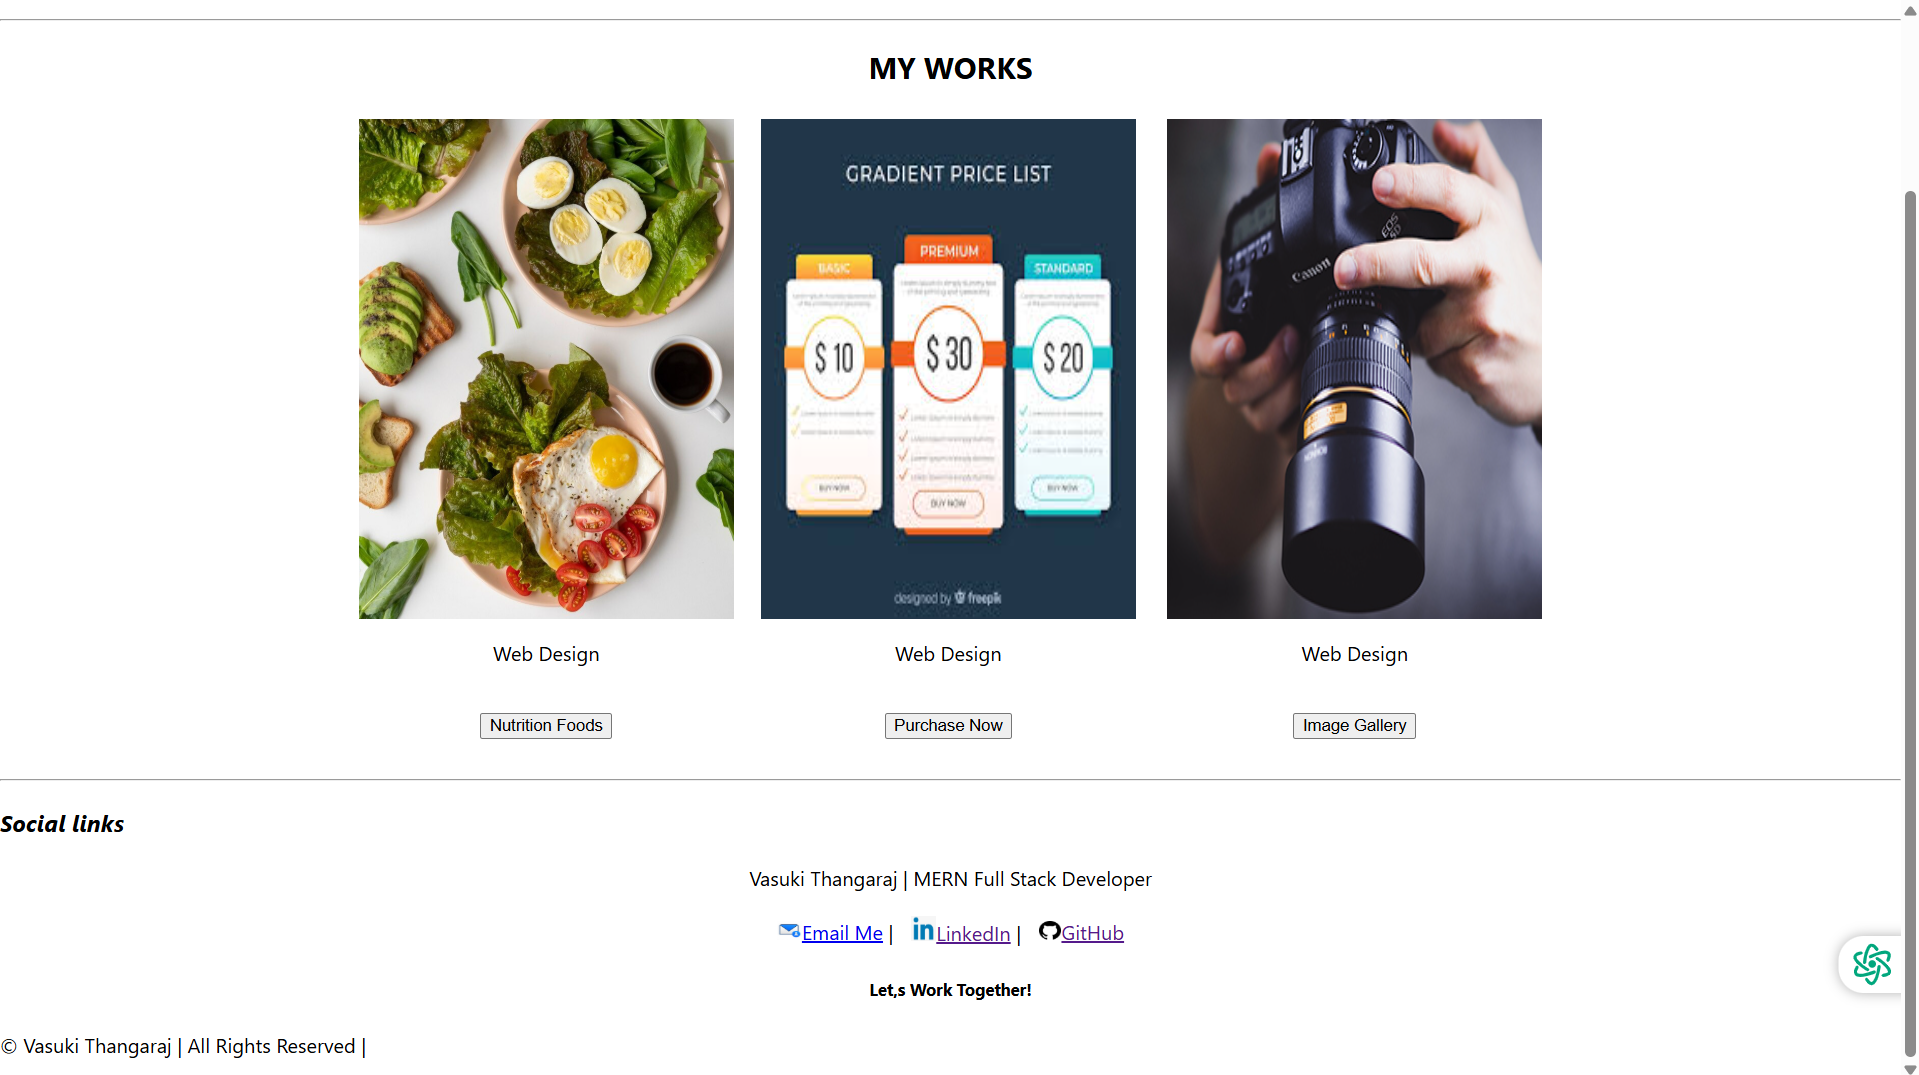 MY WORKS
GRADIENT PRICE LIST
BASIC
PREMIUM
STANDARD
$ 10
$ 30
$ 20
BUY NOW
BUY NOW
BUY NOW
designed by freepik
Canon
EOS
Web Design
Web Design
Web Design
Nutrition Foods
Purchase Now
Image Gallery
Social links
Vasuki Thangaraj | MERN Full Stack Developer
Email Me | LinkedIn | GitHub
Let,s Work Together!
© Vasuki Thangaraj | All Rights Reserved |